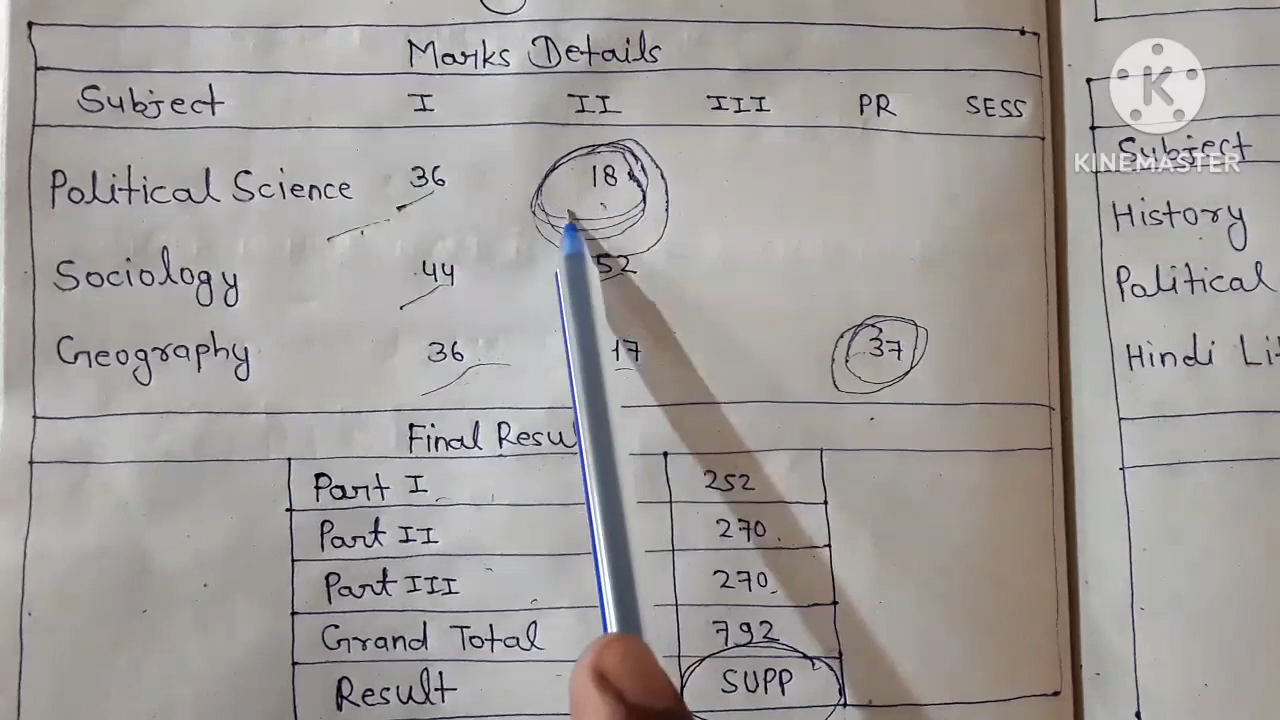 Marks Details
Subject I II III PR SESS
Political Science 36 18
Sociology 44 52
Geography 36 17 37
Final Resu
Part I 252
Part II 270
Part III 270
Grand Total 792
Result SUPP
K
KINEMASTER
Subject
History
Political
Hindi Lit